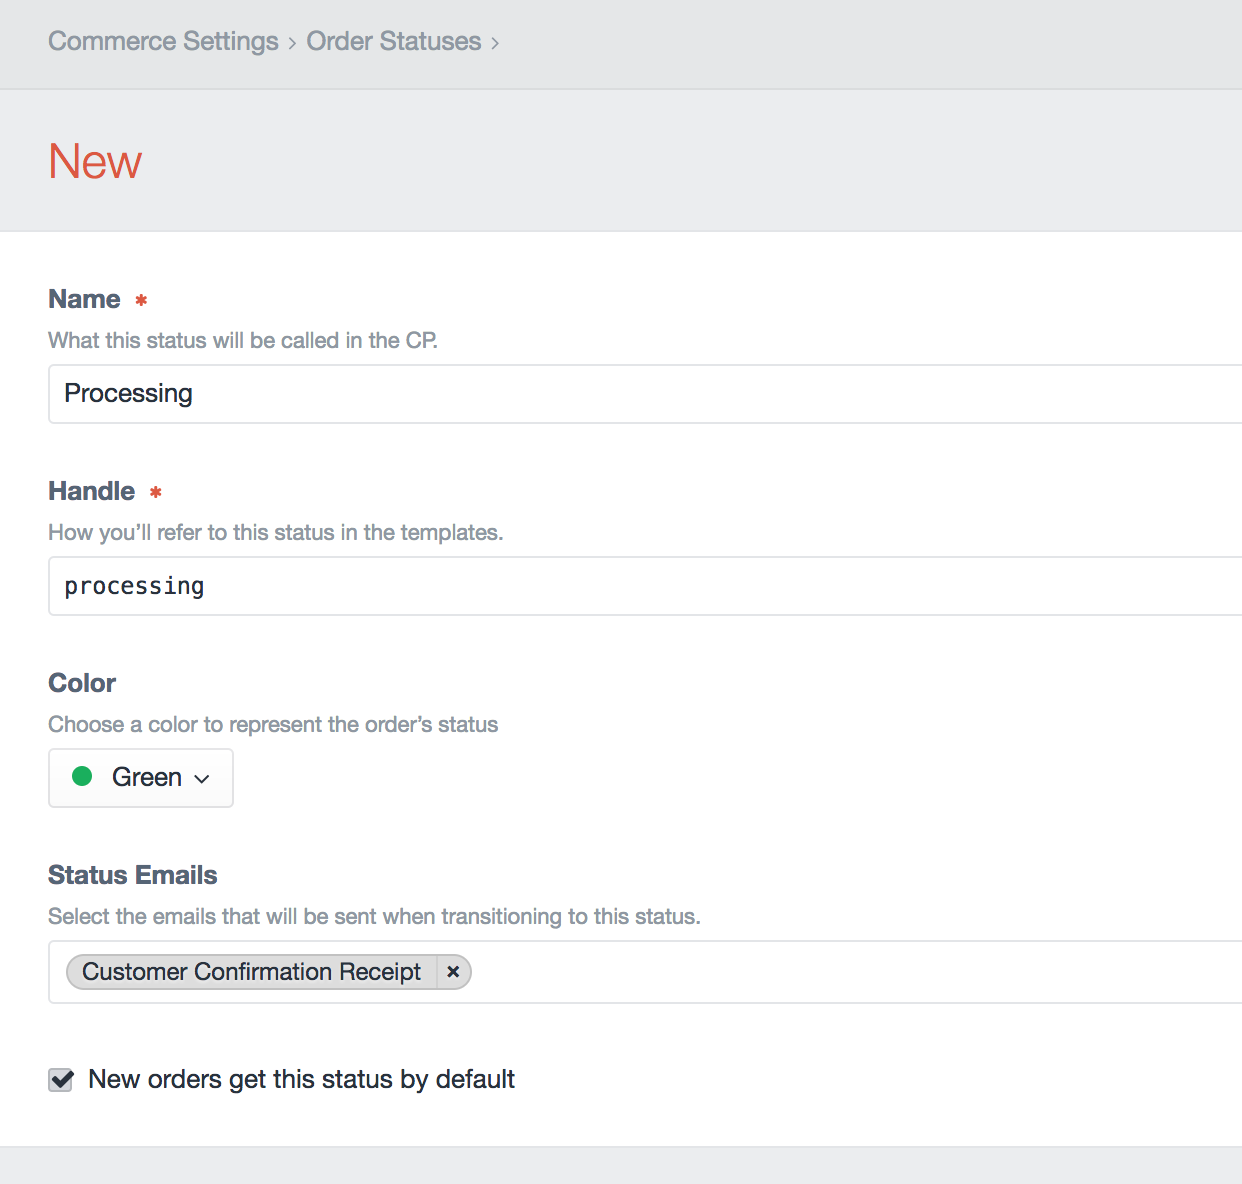 Commerce Settings › Order Statuses ›
New
Name *
What this status will be called in the CP.
Processing
Handle *
How you’ll refer to this status in the templates.
processing
Color
Choose a color to represent the order’s status
Green
Status Emails
Select the emails that will be sent when transitioning to this status.
Customer Confirmation Receipt ×
New orders get this status by default